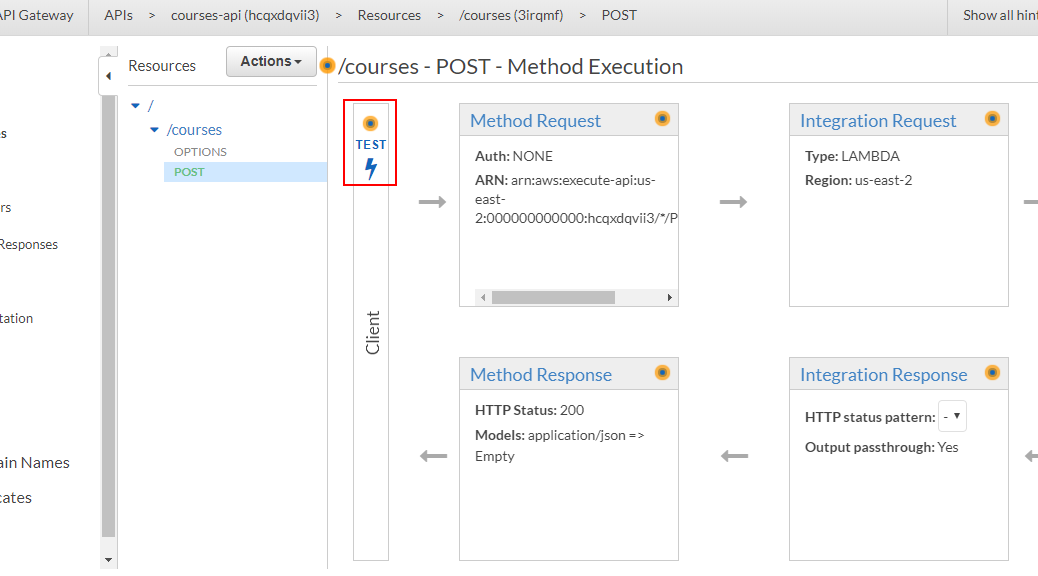 API Gateway APIs > courses-api (hcqxdqvii3) > Resources > /courses (3irqmf) > POST Show all hin
Resources Actions /courses - POST - Method Execution
/
/courses
OPTIONS
POST
es
rs
Responses
tation
ain Names
cates
TEST
Client
Method Request
Auth: NONE
ARN: arn:aws:execute-api:us-
east-
2:000000000000:hcqxdqvii3/*/P
Integration Request
Type: LAMBDA
Region: us-east-2
Method Response
HTTP Status: 200
Models: application/json =>
Empty
Integration Response
HTTP status pattern: -
Output passthrough: Yes